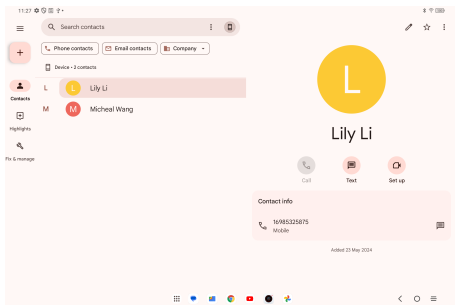 11:27
Search contacts
Phone contacts
Email contacts
Company
Device • 2 contacts
L
L
Lily Li
M
M
Micheal Wang
Contacts
Highlights
Fix & manage
L
Lily Li
Call
Text
Set up
Contact info
16985325875
Mobile
Added 23 May 2024